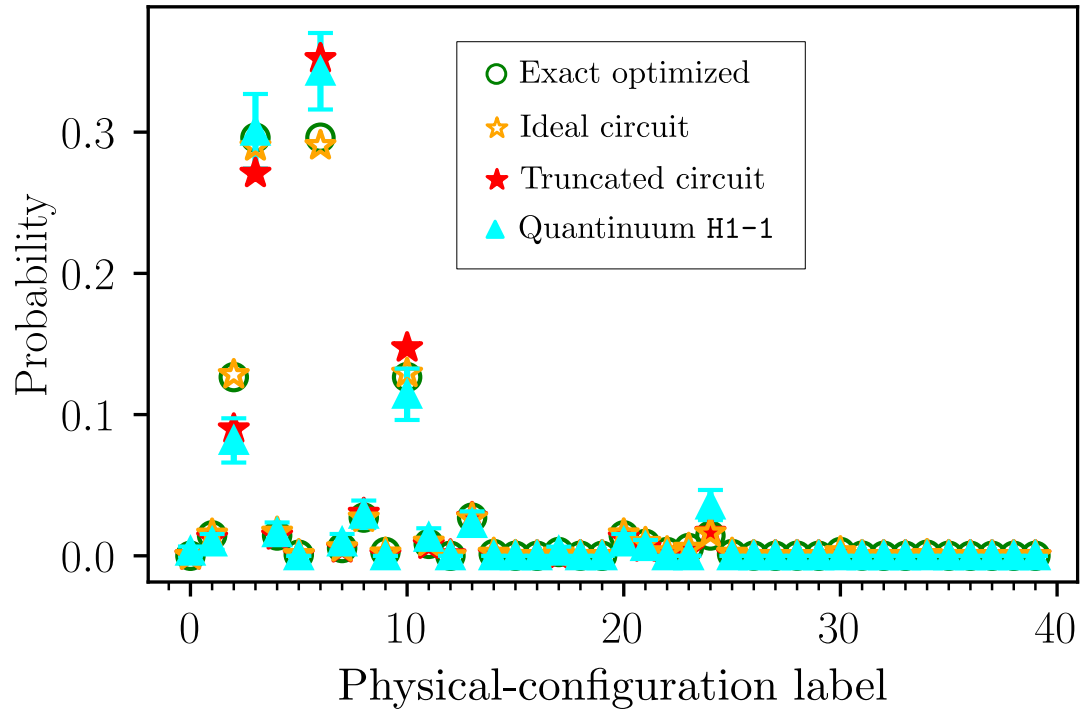 Exact optimized
Ideal circuit
Truncated circuit
Quantinuum H1-1
Probability
0.3
0.2
0.1
0.0
0 10 20 30 40
Physical-configuration label